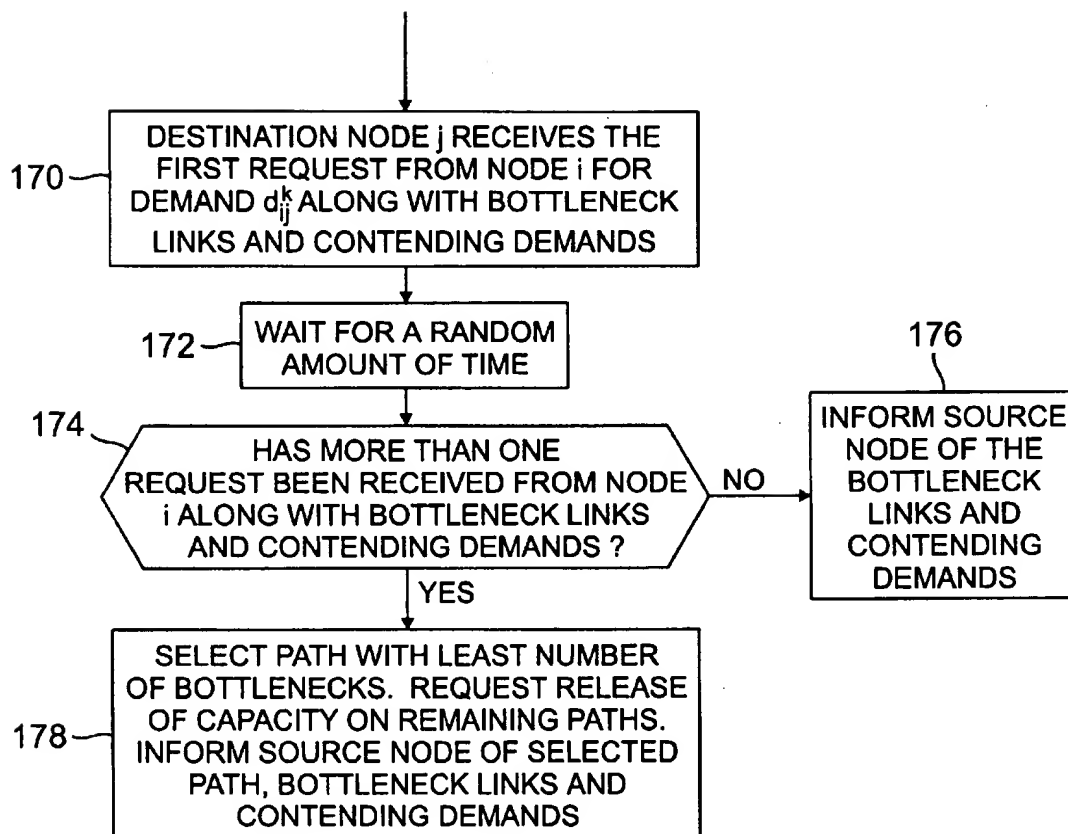 170
DESTINATION NODE j RECEIVES THE
FIRST REQUEST FROM NODE i FOR
DEMAND d^k_ij ALONG WITH BOTTLENECK
LINKS AND CONTENDING DEMANDS
172
WAIT FOR A RANDOM
AMOUNT OF TIME
174
HAS MORE THAN ONE
REQUEST BEEN RECEIVED FROM NODE
i ALONG WITH BOTTLENECK LINKS
AND CONTENDING DEMANDS ?
NO
176
INFORM SOURCE
NODE OF THE
BOTTLENECK
LINKS AND
CONTENDING
DEMANDS
YES
178
SELECT PATH WITH LEAST NUMBER
OF BOTTLENECKS. REQUEST RELEASE
OF CAPACITY ON REMAINING PATHS.
INFORM SOURCE NODE OF SELECTED
PATH, BOTTLENECK LINKS AND
CONTENDING DEMANDS